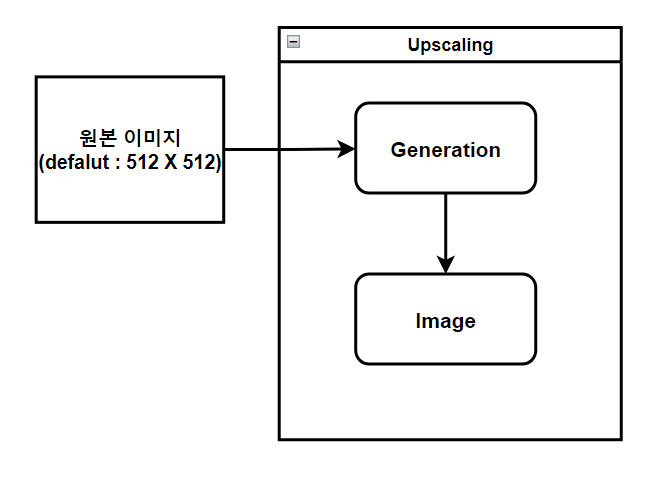 Upscaling
원본 이미지
(defalut : 512 X 512)
Generation
Image